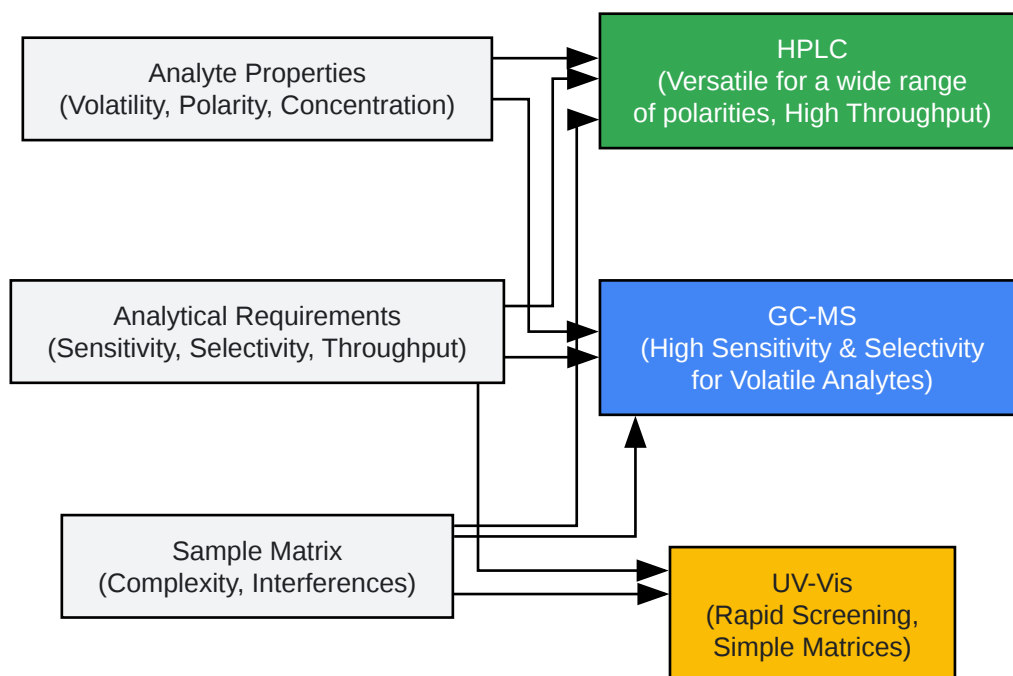 Analyte Properties
(Volatility, Polarity, Concentration)
HPLC
(Versatile for a wide range
of polarities, High Throughput)
Analytical Requirements
(Sensitivity, Selectivity, Throughput)
GC-MS
(High Sensitivity & Selectivity
for Volatile Analytes)
Sample Matrix
(Complexity, Interferences)
UV-Vis
(Rapid Screening,
Simple Matrices)